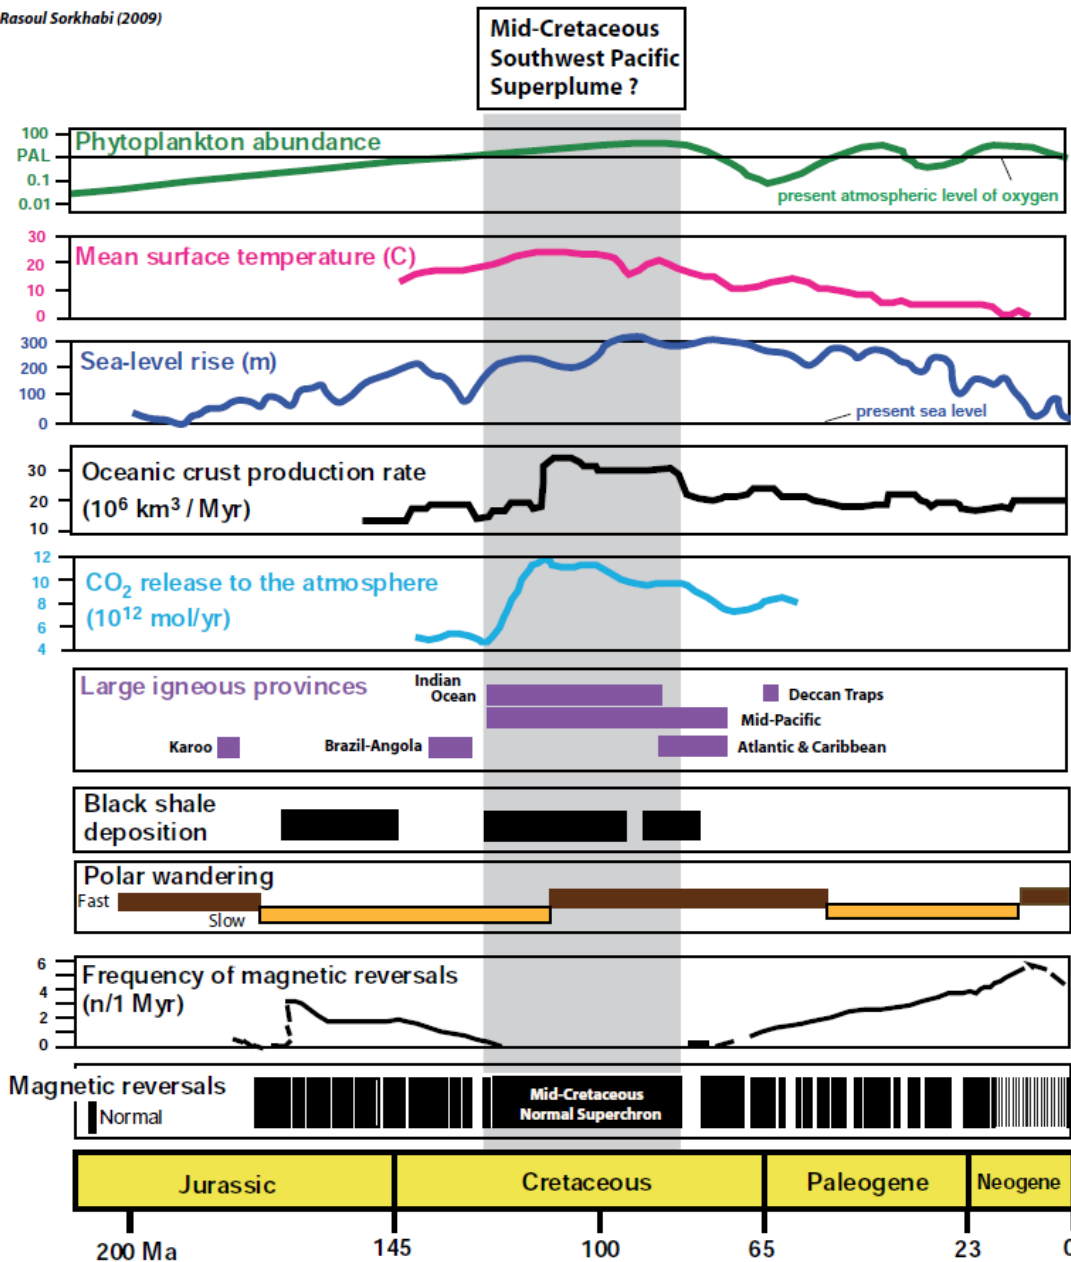 Rasoul Sorkhabi (2009)
Mid-Cretaceous
Southwest Pacific
Superplume ?
100
PAL
0.1
0.01
Phytoplankton abundance
present atmospheric level of oxygen
30
20
10
0
Mean surface temperature (C)
300
200
100
0
Sea-level rise (m)
present sea level
30
20
10
Oceanic crust production rate
(10⁶ km³ / Myr)
12
10
8
6
4
CO₂ release to the atmosphere
(10¹² mol/yr)
Large igneous provinces
Indian
Ocean
Deccan Traps
Mid-Pacific
Karoo
Brazil-Angola
Atlantic & Caribbean
Black shale
deposition
Polar wandering
Fast
Slow
6
4
2
0
Frequency of magnetic reversals
(n/1 Myr)
Magnetic reversals
Normal
Mid-Cretaceous
Normal Superchron
Jurassic
Cretaceous
Paleogene
Neogene
200 Ma
145
100
65
23
0